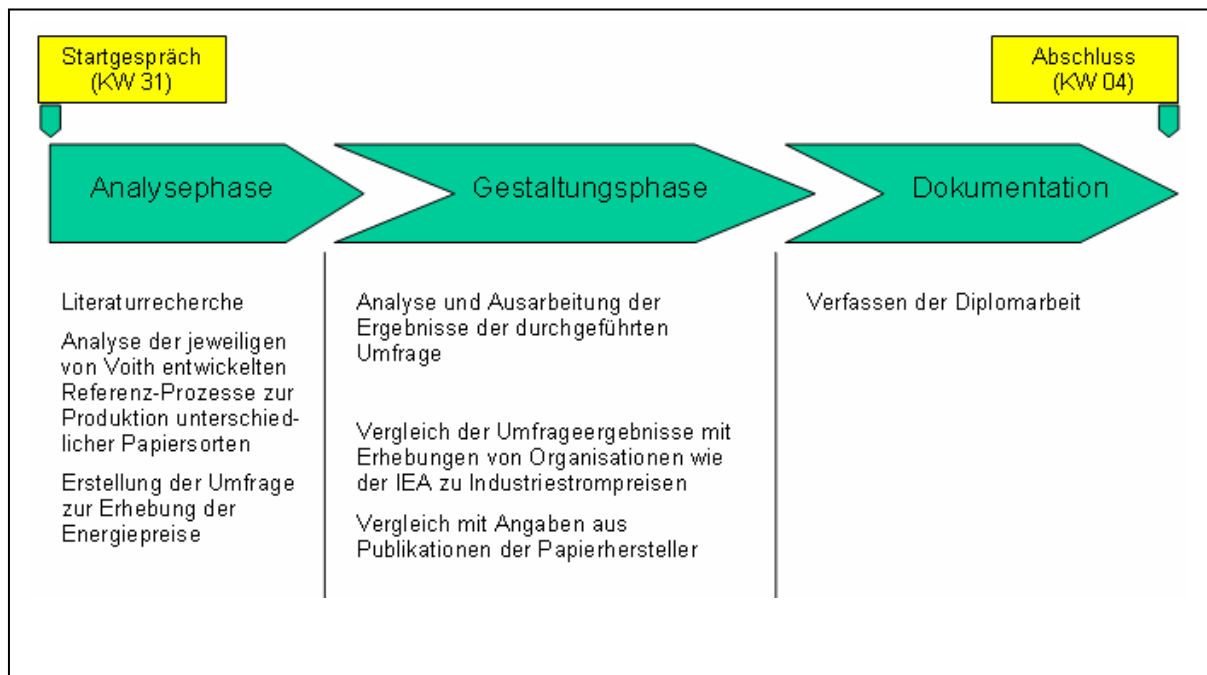 Startgespräch
(KW 31)
Abschluss
(KW 04)
Analysephase
Gestaltungsphase
Dokumentation
Literaturrecherche
Analyse der jeweiligen
von Voith entwickelten
Referenz-Prozesse zur
Produktion unterschied-
licher Papiersorten
Erstellung der Umfrage
zur Erhebung der
Energiepreise
Analyse und Ausarbeitung der
Ergebnisse der durchgeführten
Umfrage
Vergleich der Umfrageergebnisse mit
Erhebungen von Organisationen wie
der IEA zu Industriestrompreisen
Vergleich mit Angaben aus
Publikationen der Papierhersteller
Verfassen der Diplomarbeit